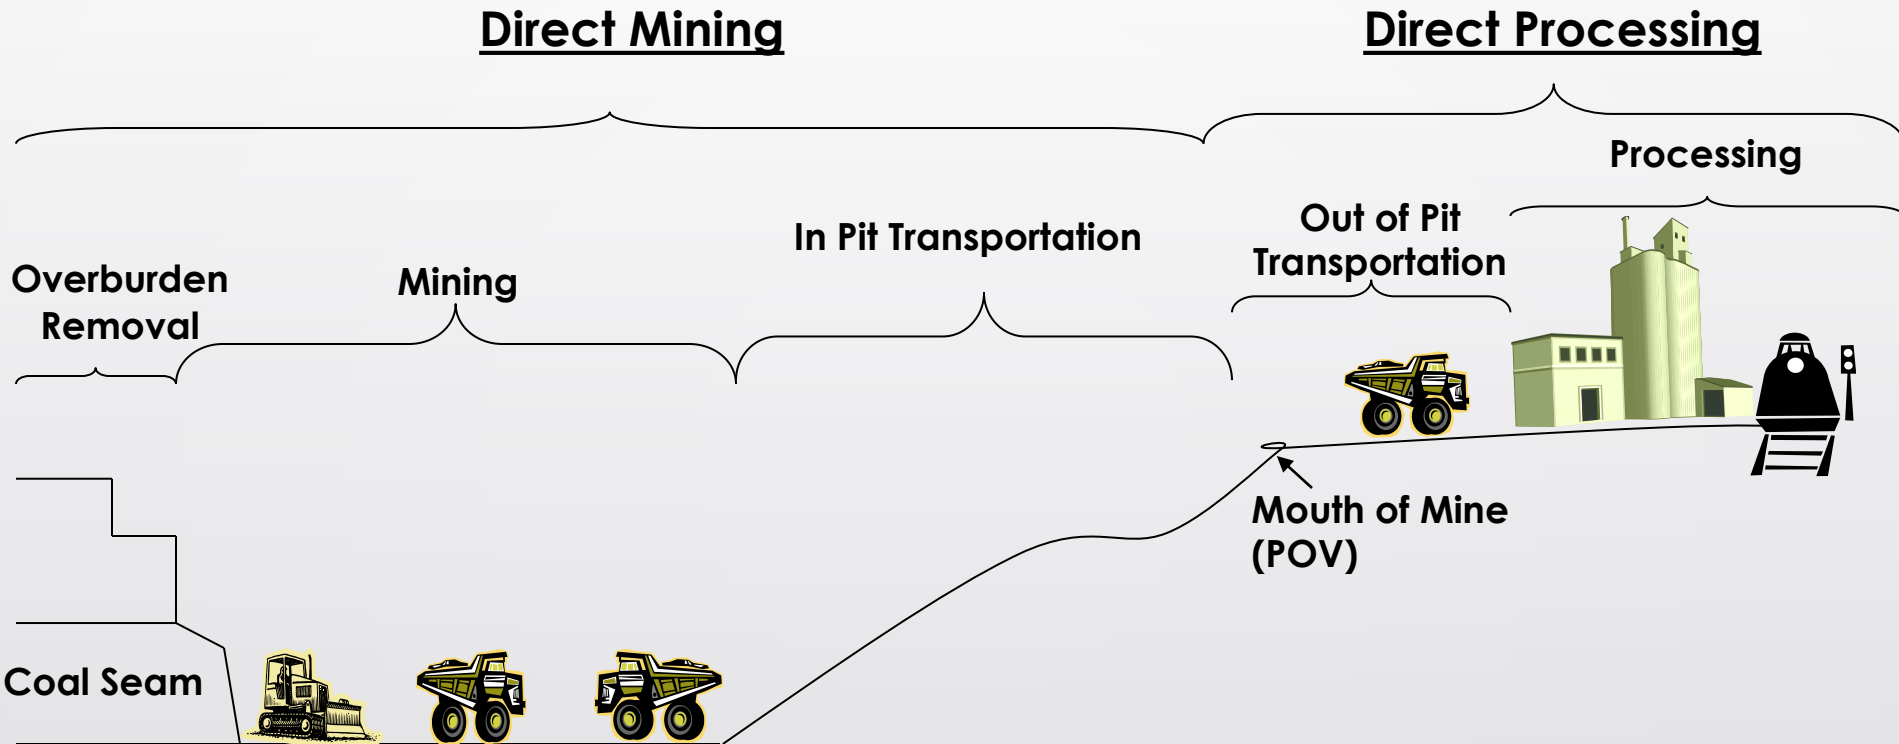 Direct Mining
Direct Processing
Processing
Out of Pit
Transportation
In Pit Transportation
Mining
Overburden
Removal
Mouth of Mine
(POV)
Coal Seam